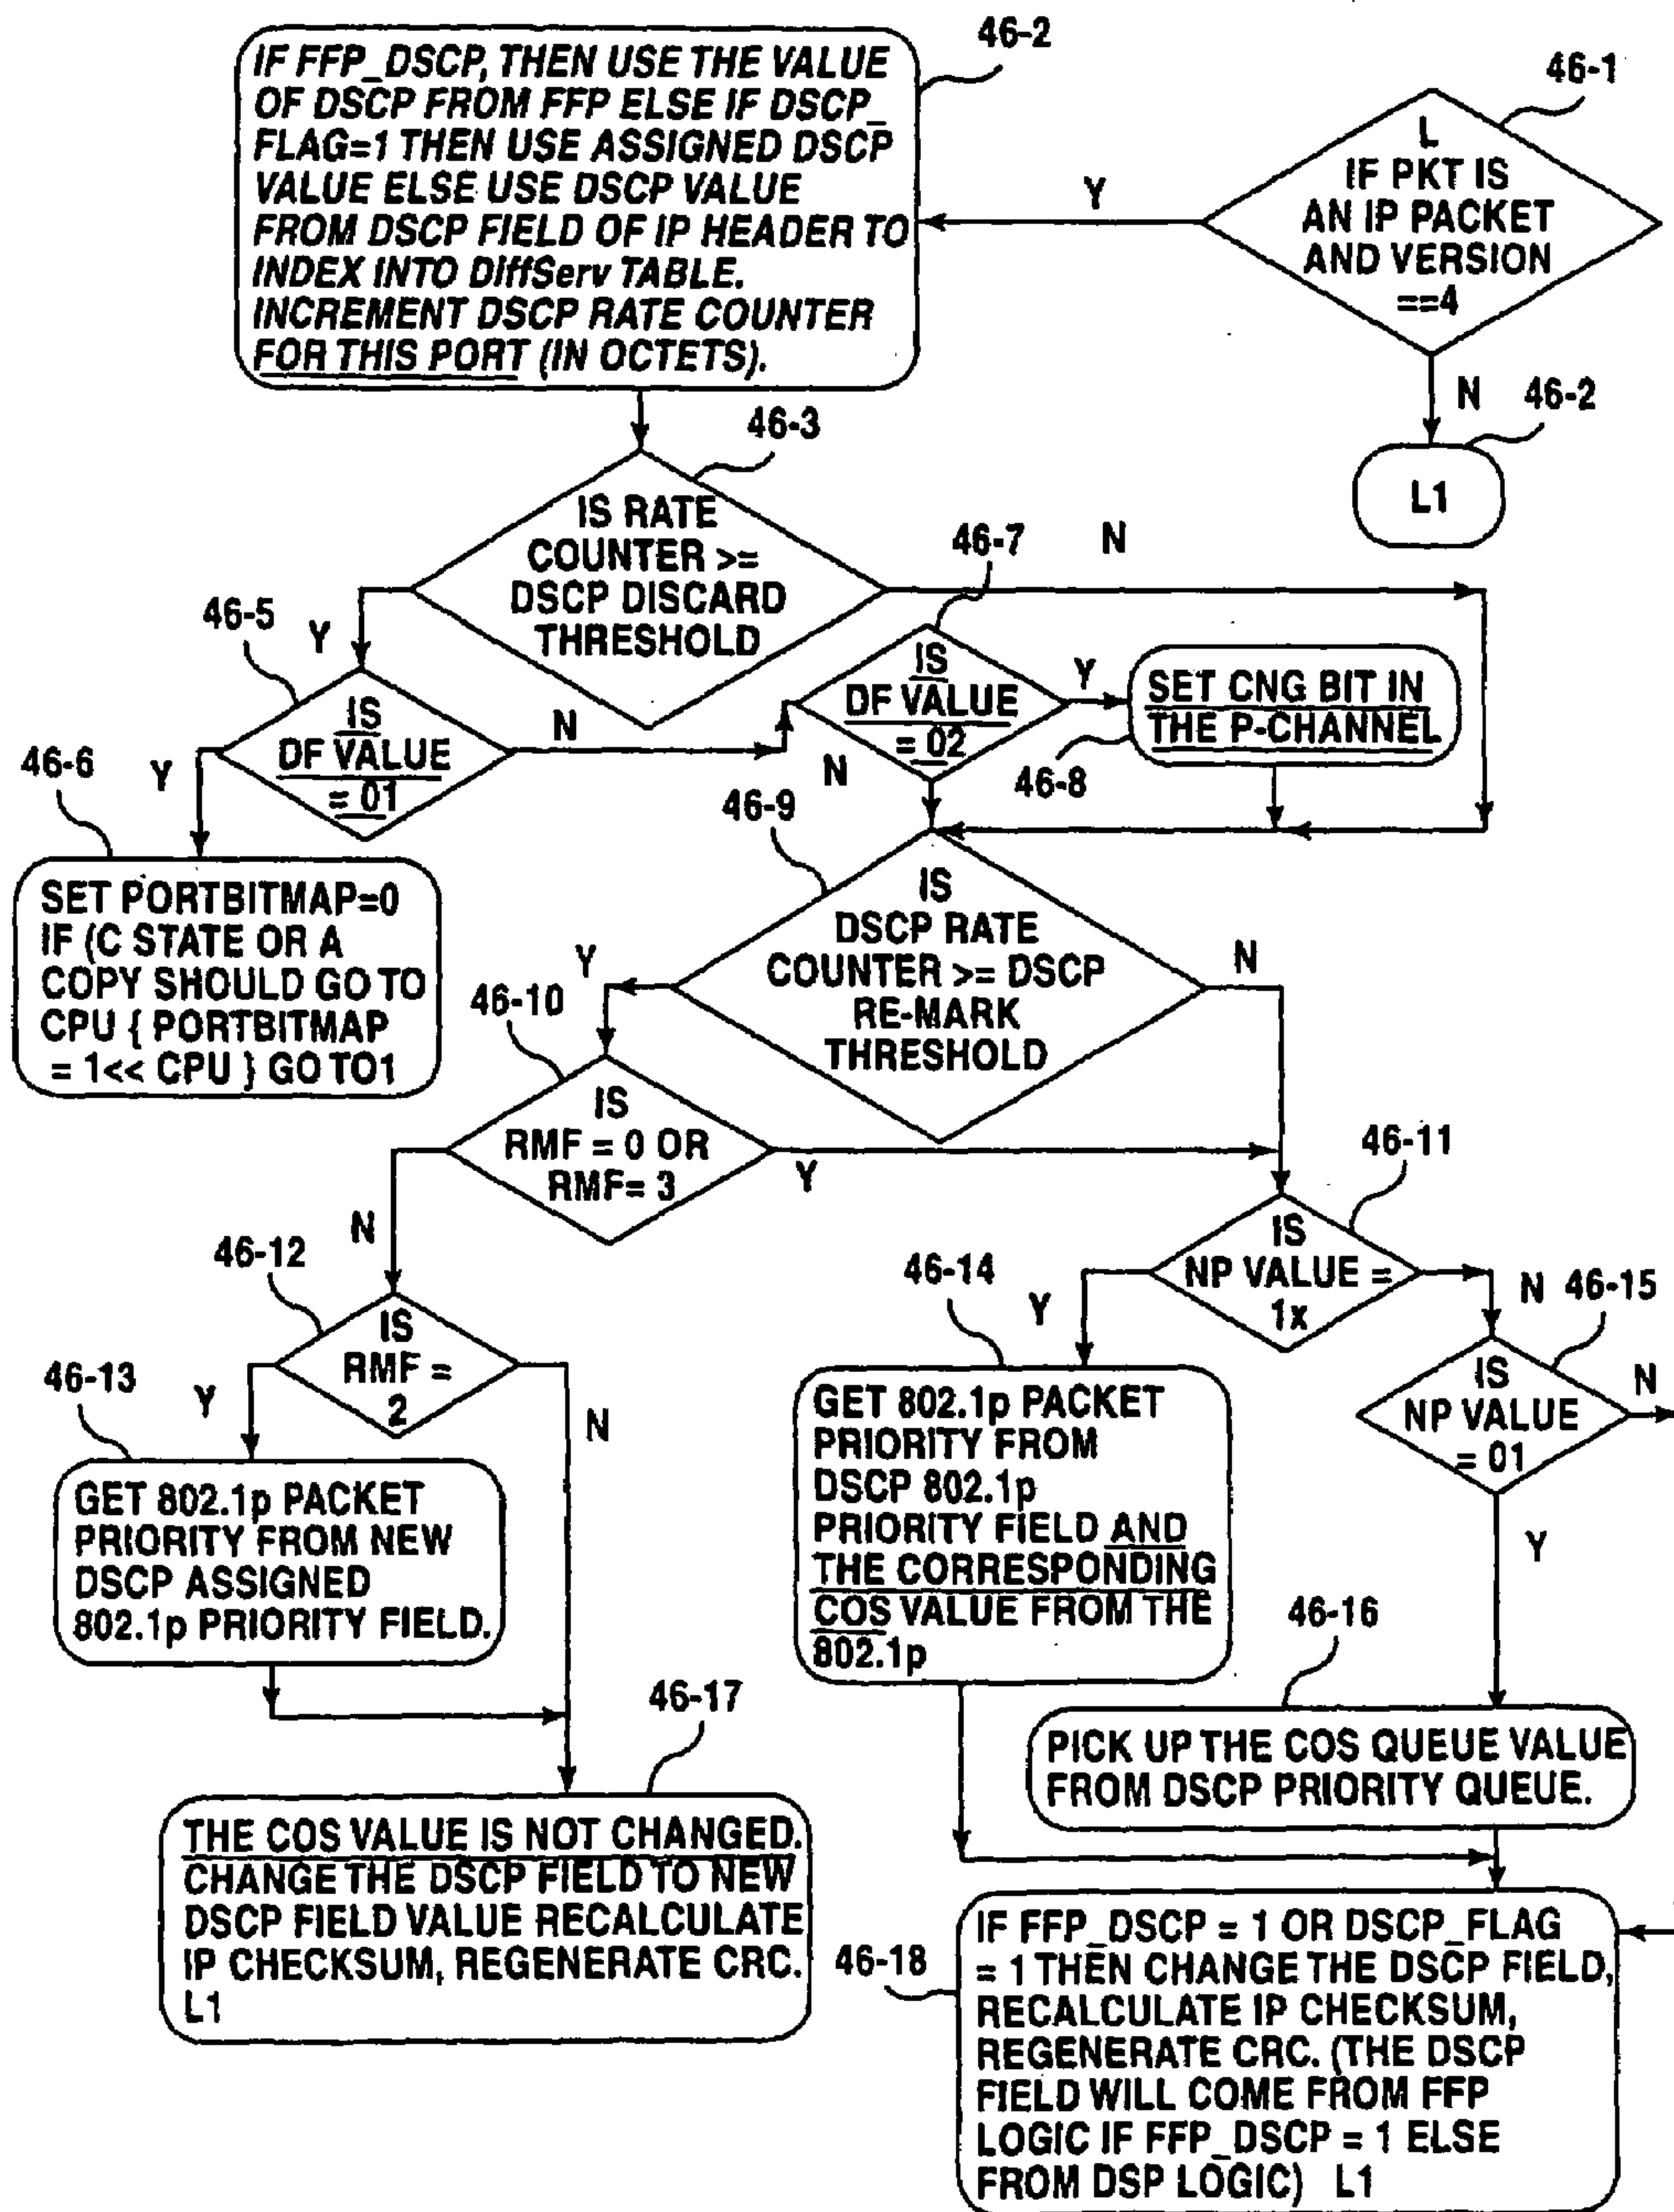 46-2
IF FFP_DSCP, THEN USE THE VALUE
OF DSCP FROM FFP ELSE IF DSCP_
FLAG=1 THEN USE ASSIGNED DSCP
VALUE ELSE USE DSCP VALUE
FROM DSCP FIELD OF IP HEADER TO
INDEX INTO DiffServ TABLE.
INCREMENT DSCP RATE COUNTER
FOR THIS PORT (IN OCTETS).
46-1
L
IF PKT IS
AN IP PACKET
AND VERSION
==4
Y
N
46-2
L1
46-3
IS RATE
COUNTER >=
DSCP DISCARD
THRESHOLD
N
Y
46-5
IS
DF VALUE
= 01
N
Y
46-7
IS
DF VALUE
= 02
Y
N
SET CNG BIT IN
THE P-CHANNEL
46-8
46-6
SET PORTBITMAP=0
IF (C STATE OR A
COPY SHOULD GO TO
CPU { PORTBITMAP
= 1<< CPU } GO TO1
46-9
IS
DSCP RATE
COUNTER >= DSCP
RE-MARK
THRESHOLD
Y
N
46-10
IS
RMF = 0 OR
RMF= 3
Y
N
46-11
IS
NP VALUE =
1x
Y
N
46-12
IS
RMF =
2
Y
N
46-13
GET 802.1p PACKET
PRIORITY FROM NEW
DSCP ASSIGNED
802.1p PRIORITY FIELD.
46-14
GET 802.1p PACKET
PRIORITY FROM
DSCP 802.1p
PRIORITY FIELD AND
THE CORRESPONDING
COS VALUE FROM THE
802.1p
46-15
IS
NP VALUE
= 01
N
Y
46-16
PICK UP THE COS QUEUE VALUE
FROM DSCP PRIORITY QUEUE.
46-17
THE COS VALUE IS NOT CHANGED.
CHANGE THE DSCP FIELD TO NEW
DSCP FIELD VALUE RECALCULATE
IP CHECKSUM, REGENERATE CRC.
L1
46-18
IF FFP_DSCP = 1 OR DSCP_FLAG
= 1 THEN CHANGE THE DSCP FIELD,
RECALCULATE IP CHECKSUM,
REGENERATE CRC. (THE DSCP
FIELD WILL COME FROM FFP
LOGIC IF FFP_DSCP = 1 ELSE
FROM DSP LOGIC) L1